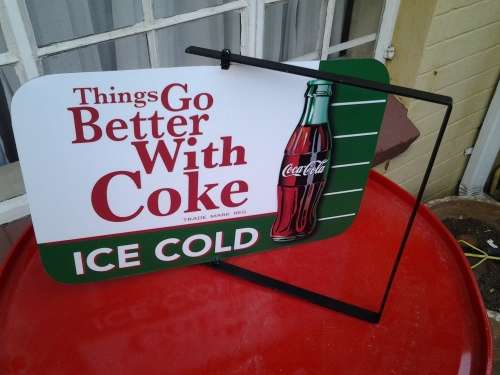 Things Go
Better
With
Coke
TRADE MARK REG
ICE COLD
Coca-Cola